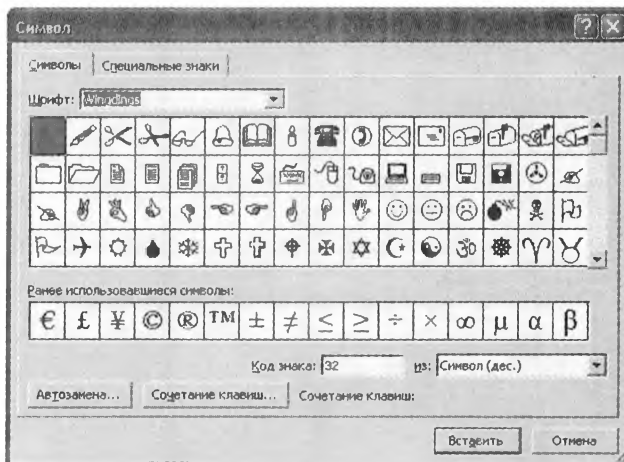 Символ
Символы Специальные знаки
Шрифт: Wingdings
Ранее использовавшиеся символы:
€ £ ¥ © ® ™ ± ≠ ≤ ≥ ÷ × ∞ µ α β
Код знака: 32 из: Символ (дес.)
Автозамена... Сочетание клавиш... Сочетание клавиш:
Вставить Отмена